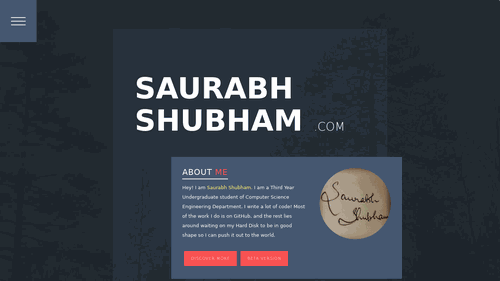 SAURABH
SHUBHAM .COM
ABOUT ME
Hey! I am Saurabh Shubham. I am a Third Year
Undergraduate student of Computer Science
Engineering Department. I write a lot of code! Most
of the work I do is on GitHub, and the rest lies
around waiting on my Hard Disk to be in good
shape so I can push it out to the world.
Saurabh
Shubham
DISCOVER MORE BETA VERSION